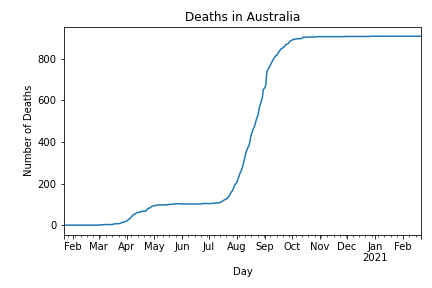 Deaths in Australia
800
600
400
200
0
Number of Deaths
Feb Mar Apr May Jun Jul Aug Sep Oct Nov Dec Jan Feb
2021
Day